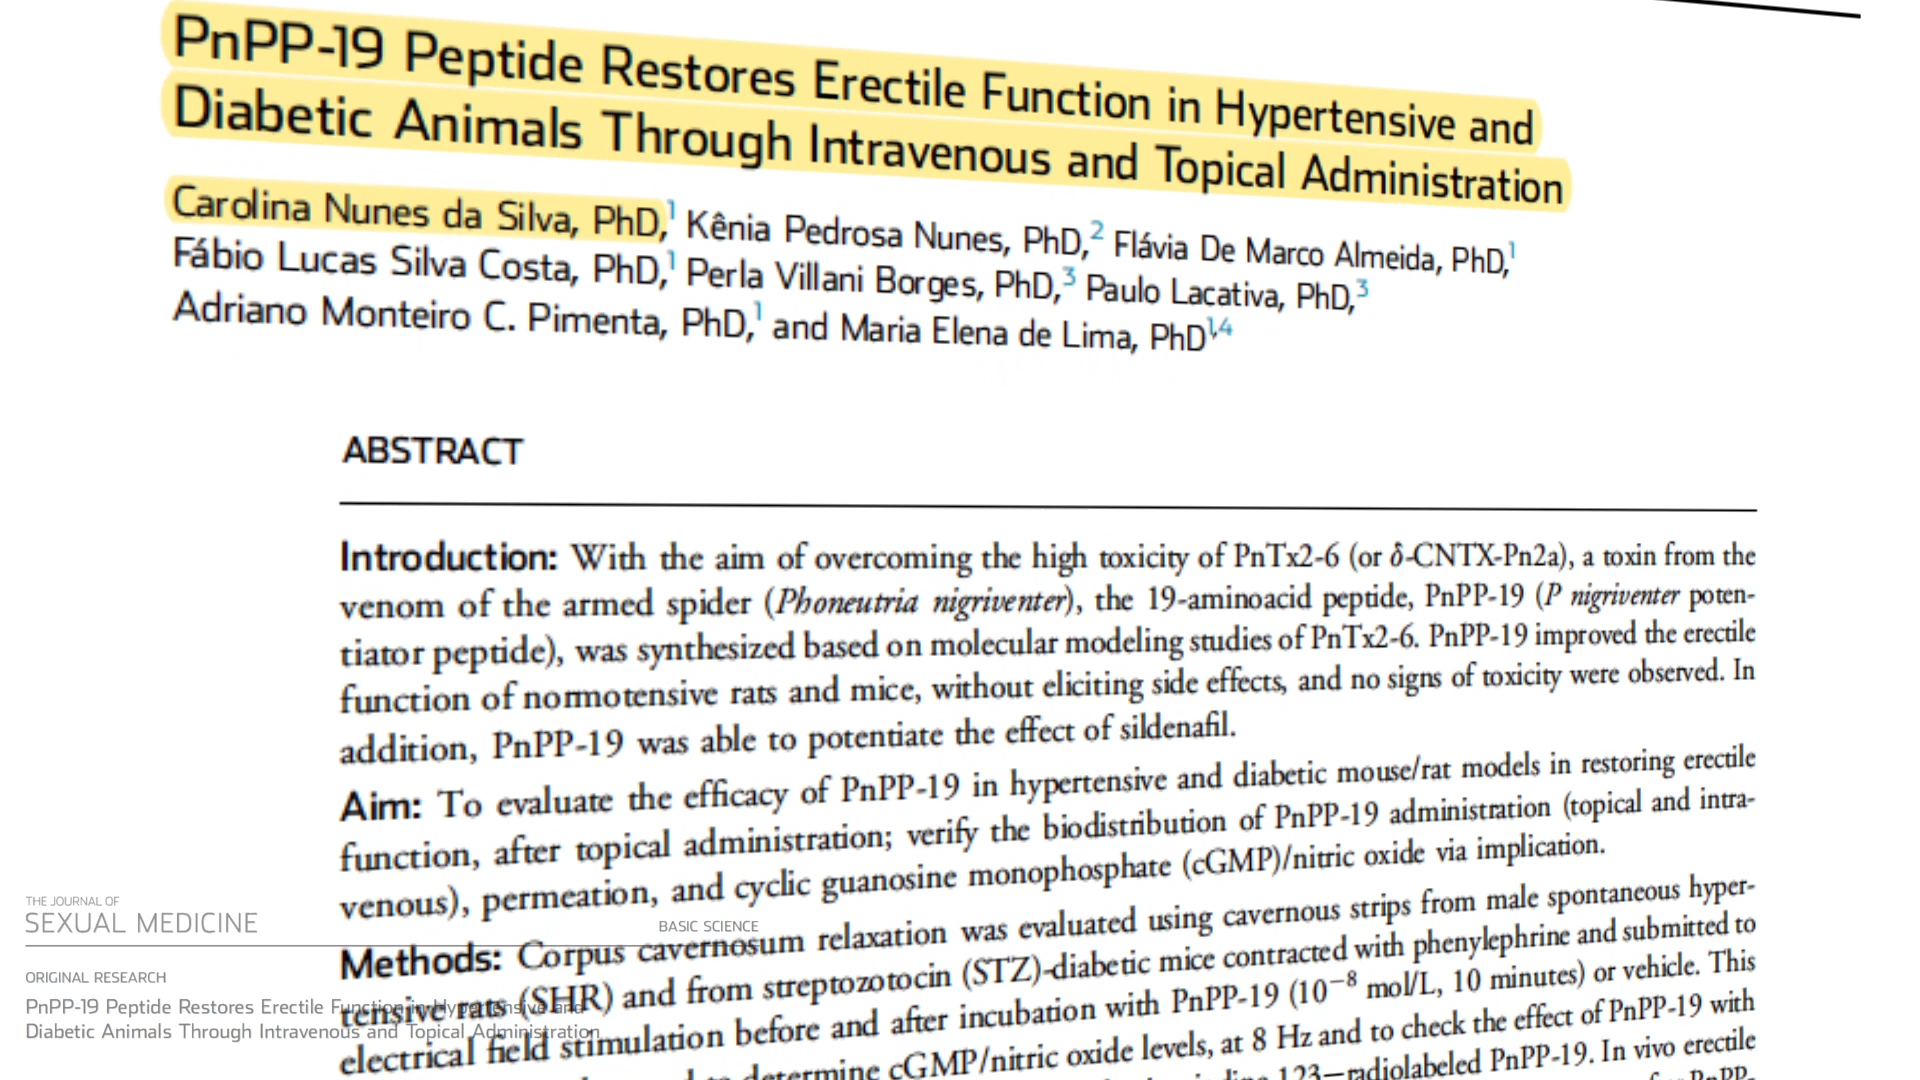 PnPP-19 Peptide Restores Erectile Function in Hypertensive and
Diabetic Animals Through Intravenous and Topical Administration
Carolina Nunes da Silva, PhD,1 Kênia Pedrosa Nunes, PhD,2 Flávia De Marco Almeida, PhD,1
Fábio Lucas Silva Costa, PhD,1 Perla Villani Borges, PhD,3 Paulo Lacativa, PhD,3
Adriano Monteiro C. Pimenta, PhD,1 and Maria Elena de Lima, PhD1,4
ABSTRACT
Introduction: With the aim of overcoming the high toxicity of PnTx2-6 (or δ-CNTX-Pn2a), a toxin from the
venom of the armed spider (Phoneutria nigriventer), the 19-aminoacid peptide, PnPP-19 (P nigriventer poten-
tiator peptide), was synthesized based on molecular modeling studies of PnTx2-6. PnPP-19 improved the erectile
function of normotensive rats and mice, without eliciting side effects, and no signs of toxicity were observed. In
addition, PnPP-19 was able to potentiate the effect of sildenafil.
Aim: To evaluate the efficacy of PnPP-19 in hypertensive and diabetic mouse/rat models in restoring erectile
function, after topical administration; verify the biodistribution of PnPP-19 administration (topical and intra-
venous), permeation, and cyclic guanosine monophosphate (cGMP)/nitric oxide via implication.
Methods: Corpus cavernosum relaxation was evaluated using cavernous strips from male spontaneous hyper-
tensive rats (SHR) and from streptozotocin (STZ)-diabetic mice contracted with phenylephrine and submitted to
electrical field stimulation before and after incubation with PnPP-19 (10−8 mol/L, 10 minutes) or vehicle. This
determine cGMP/nitric oxide levels, at 8 Hz and to check the effect of PnPP-19 with
123–radiolabeled PnPP-19. In vivo erectile
THE JOURNAL OF
SEXUAL MEDICINE
BASIC SCIENCE
ORIGINAL RESEARCH
PnPP-19 Peptide Restores Erectile Function in Hypertensive and
Diabetic Animals Through Intravenous and Topical Administration